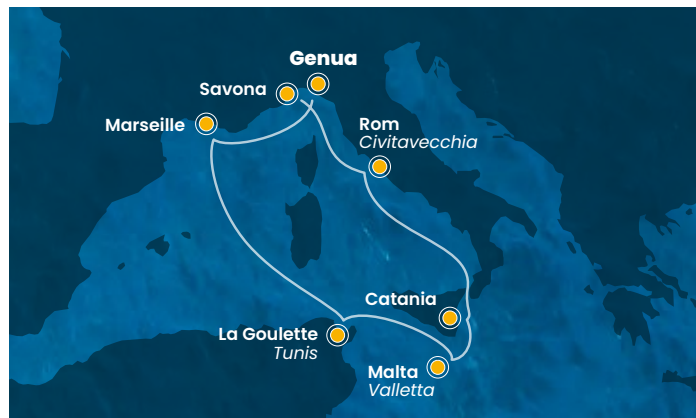 Genua
Savona
Marseille
Rom
Civitavecchia
Catania
La Goulette
Tunis
Malta
Valletta